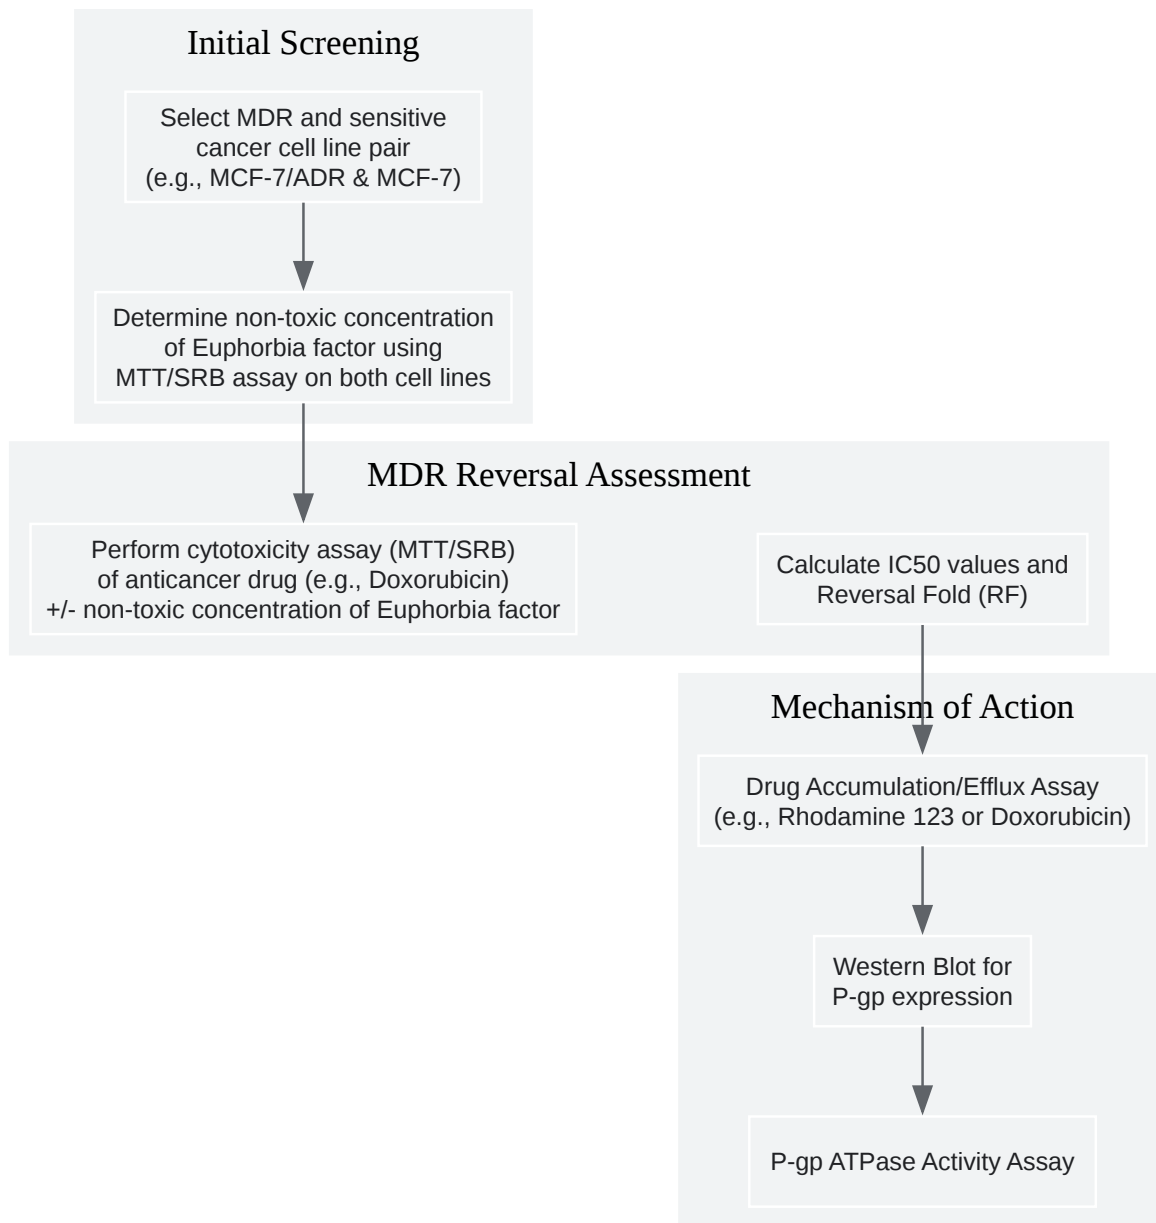 Initial Screening
Select MDR and sensitive
cancer cell line pair
(e.g., MCF-7/ADR & MCF-7)
Determine non-toxic concentration
of Euphorbia factor using
MTT/SRB assay on both cell lines
MDR Reversal Assessment
Perform cytotoxicity assay (MTT/SRB)
of anticancer drug (e.g., Doxorubicin)
+/- non-toxic concentration of Euphorbia factor
Calculate IC50 values and
Reversal Fold (RF)
Mechanism of Action
Drug Accumulation/Efflux Assay
(e.g., Rhodamine 123 or Doxorubicin)
Western Blot for
P-gp expression
P-gp ATPase Activity Assay